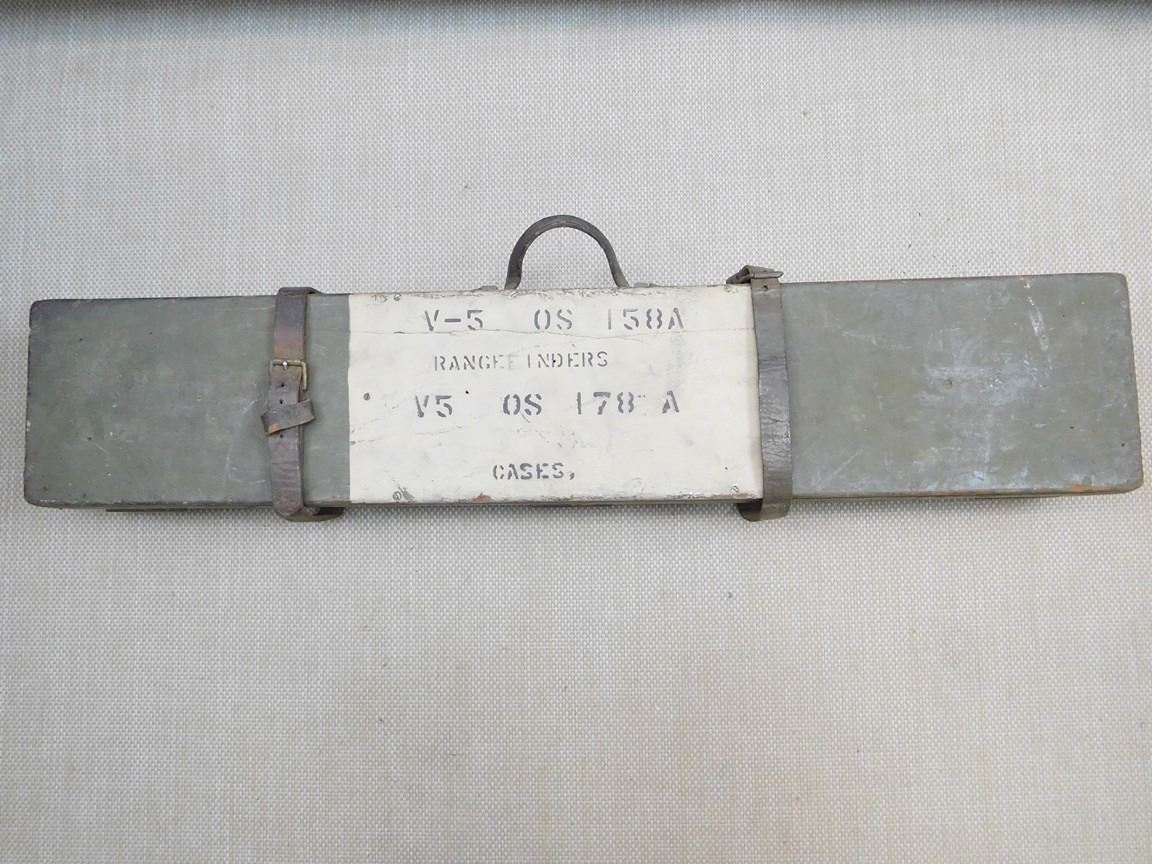 V-5 OS 158A
RANGEFINDERS
V5 OS 178 A
CASES,